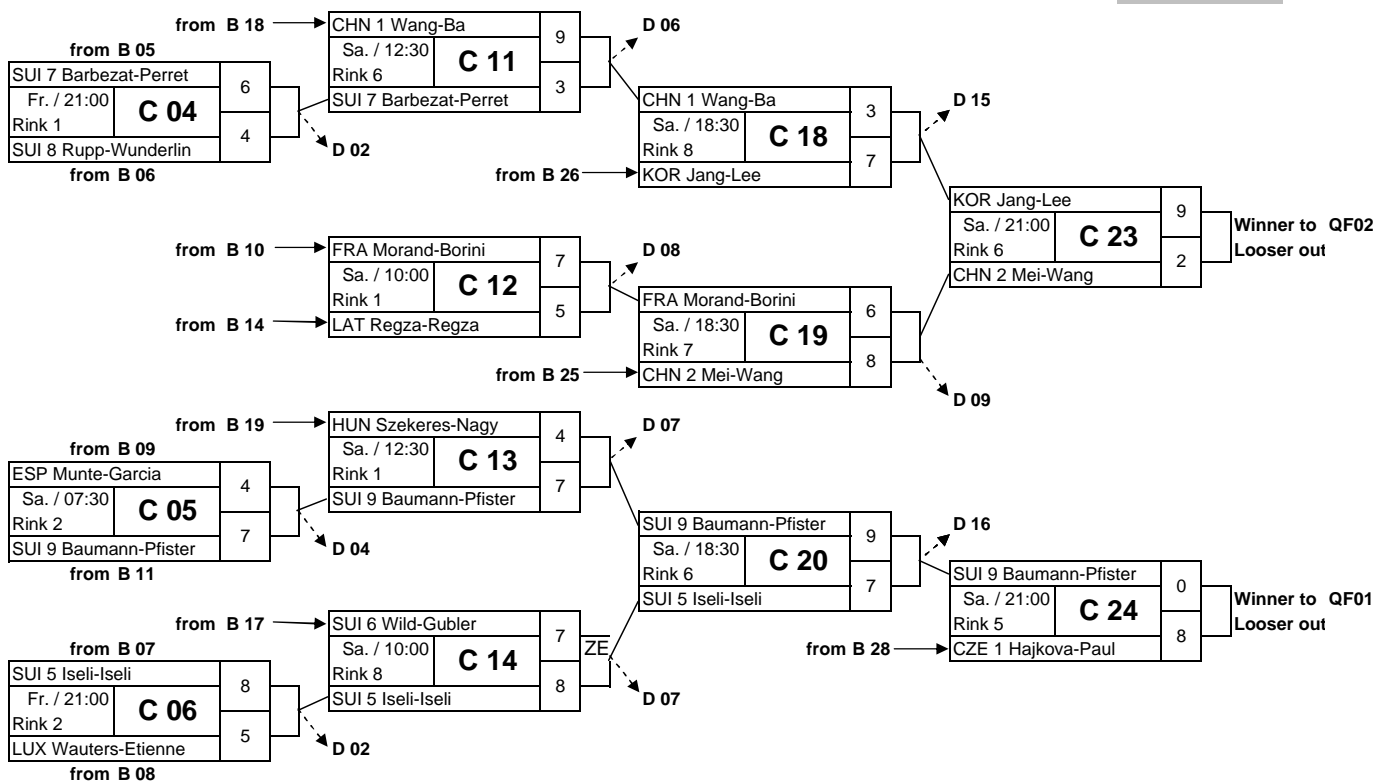 from B 18
CHN 1 Wang-Ba
9
Sa. / 12:30
Rink 6
C 11
3
SUI 7 Barbezat-Perret
D 06
from B 05
SUI 7 Barbezat-Perret
6
Fr. / 21:00
Rink 1
C 04
4
SUI 8 Rupp-Wunderlin
from B 06
D 02
CHN 1 Wang-Ba
3
Sa. / 18:30
Rink 8
C 18
7
from B 26
KOR Jang-Lee
D 15
KOR Jang-Lee
9
Sa. / 21:00
Rink 6
C 23
2
CHN 2 Mei-Wang
Winner to QF02
Looser out
from B 10
FRA Morand-Borini
7
Sa. / 10:00
Rink 1
C 12
5
from B 14
LAT Regza-Regza
D 08
FRA Morand-Borini
6
Sa. / 18:30
Rink 7
C 19
8
from B 25
CHN 2 Mei-Wang
D 09
from B 19
HUN Szekeres-Nagy
4
Sa. / 12:30
Rink 1
C 13
7
SUI 9 Baumann-Pfister
D 07
from B 09
ESP Munte-Garcia
4
Sa. / 07:30
Rink 2
C 05
7
SUI 9 Baumann-Pfister
from B 11
D 04
SUI 9 Baumann-Pfister
9
Sa. / 18:30
Rink 6
C 20
7
SUI 5 Iseli-Iseli
D 16
SUI 9 Baumann-Pfister
0
Sa. / 21:00
Rink 5
C 24
8
from B 28
CZE 1 Hajkova-Paul
Winner to QF01
Looser out
from B 17
SUI 6 Wild-Gubler
7
ZE
Sa. / 10:00
Rink 8
C 14
8
SUI 5 Iseli-Iseli
D 07
from B 07
SUI 5 Iseli-Iseli
8
Fr. / 21:00
Rink 2
C 06
5
LUX Wauters-Etienne
from B 08
D 02